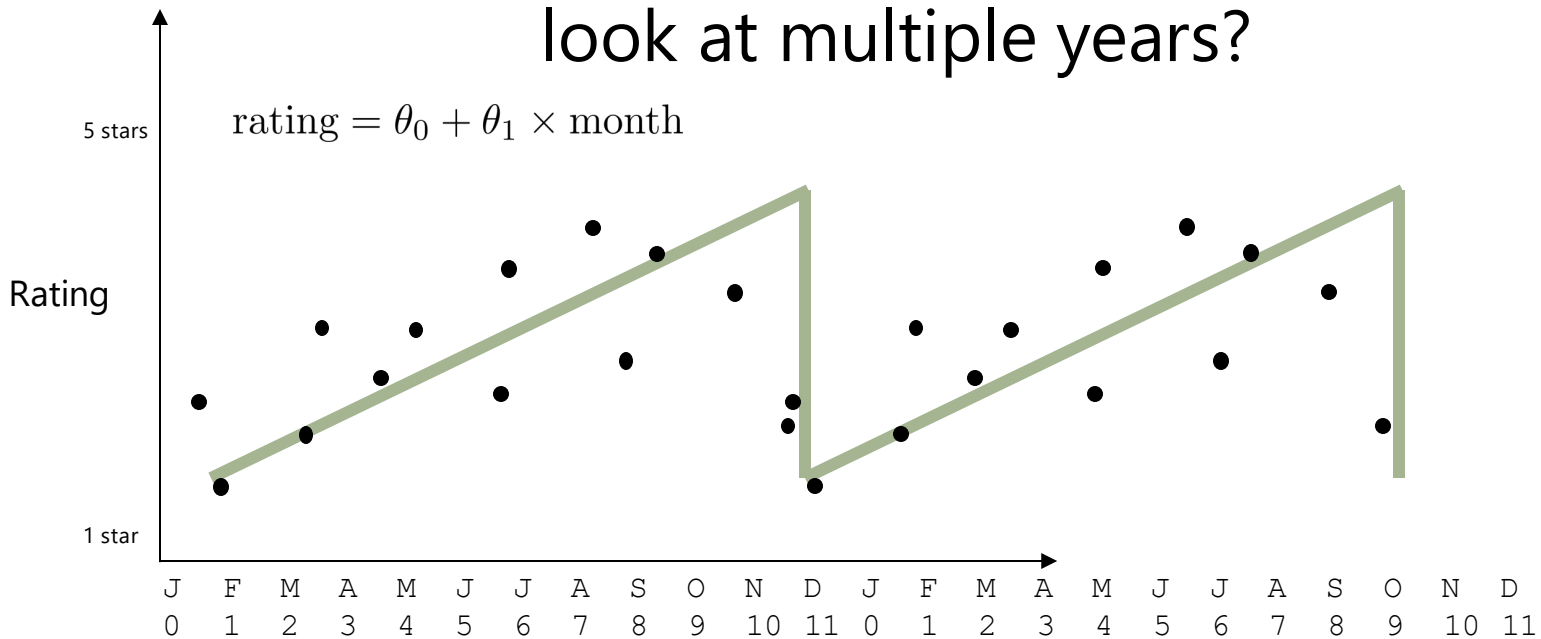 look at multiple years?
rating = θ₀ + θ₁ × month
5 stars
Rating
1 star
J F M A M J J A S O N D J F M A M J J A S O N D
0 1 2 3 4 5 6 7 8 9 10 11 0 1 2 3 4 5 6 7 8 9 10 11